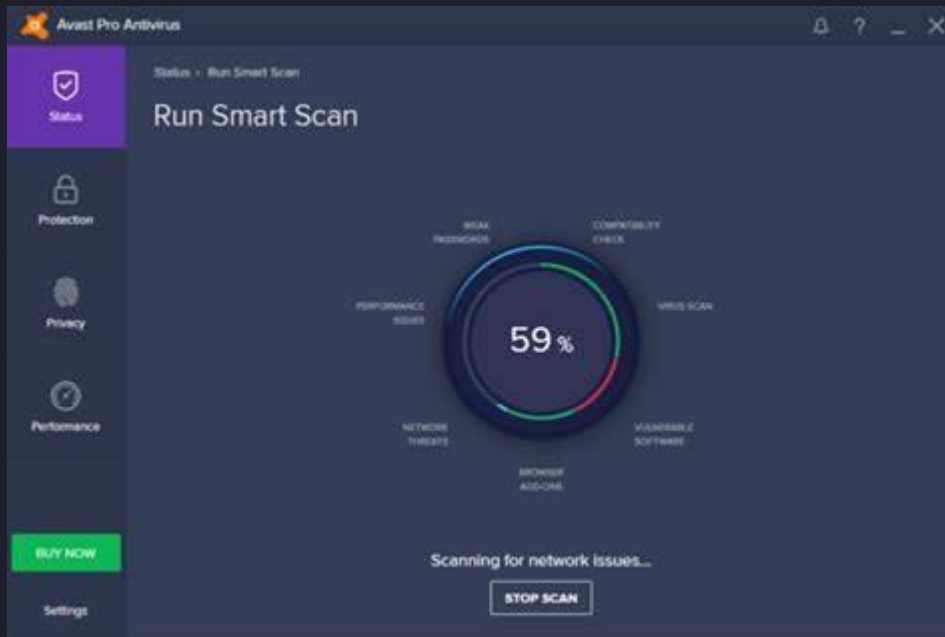 Avast Pro Antivirus
?
Status
Status › Run Smart Scan
Run Smart Scan
Protection
WEAK
PASSWORDS
COMPATIBILITY
CHECK
Privacy
PERFORMANCE
ISSUES
VIRUS SCAN
59 %
Performance
NETWORK
THREATS
VULNERABLE
SOFTWARE
BROWSER
ADD-ONS
BUY NOW
Scanning for network issues...
STOP SCAN
Settings